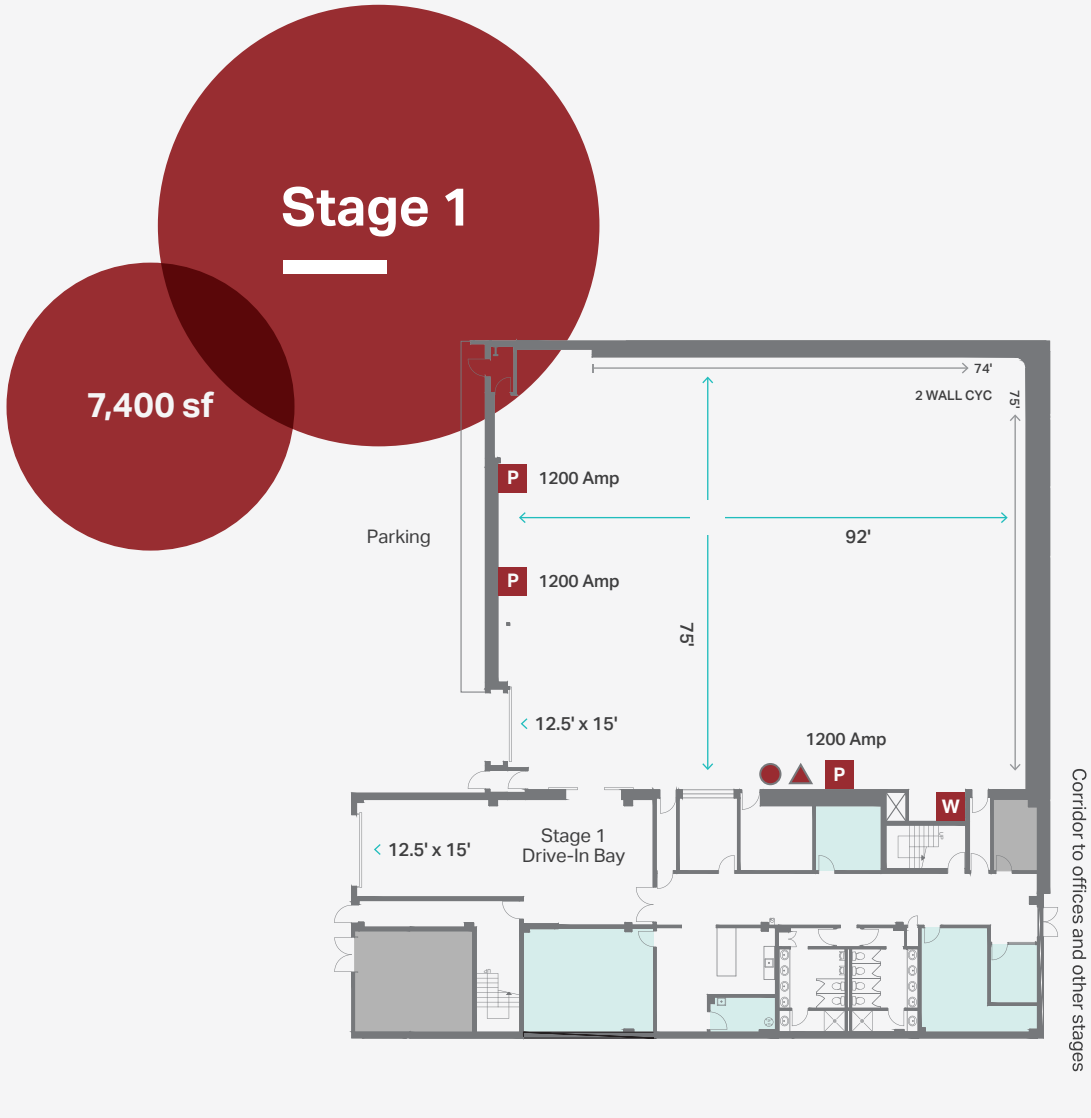 Stage 1
7,400 sf
74'
2 WALL CYC
75'
P 1200 Amp
92'
Parking
P 1200 Amp
75'
< 12.5' x 15'
1200 Amp
P
W
Stage 1
Drive-In Bay
< 12.5' x 15'
Corridor to offices and other stages